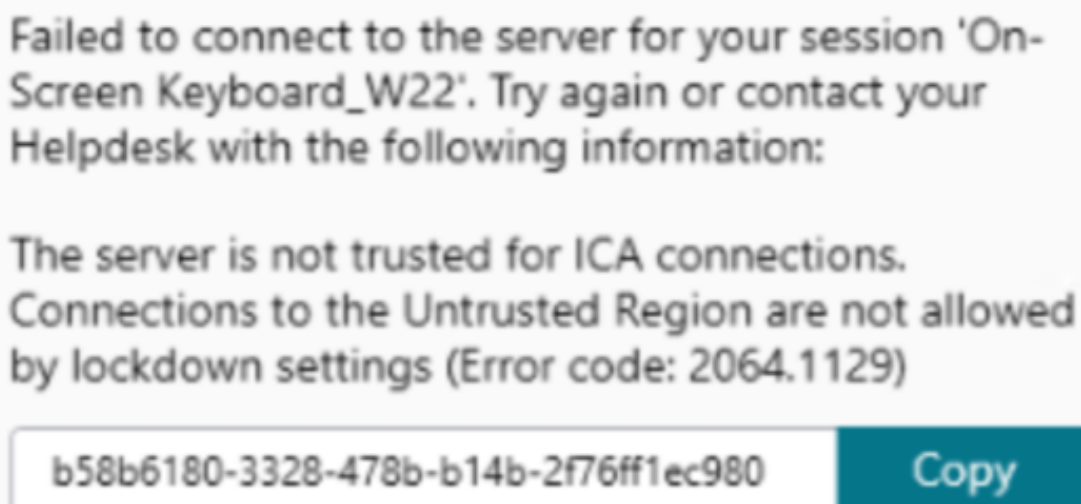 Failed to connect to the server for your session 'On-
Screen Keyboard_W22'. Try again or contact your
Helpdesk with the following information:
The server is not trusted for ICA connections.
Connections to the Untrusted Region are not allowed
by lockdown settings (Error code: 2064.1129)
b58b6180-3328-478b-b14b-2f76ff1ec980
Copy